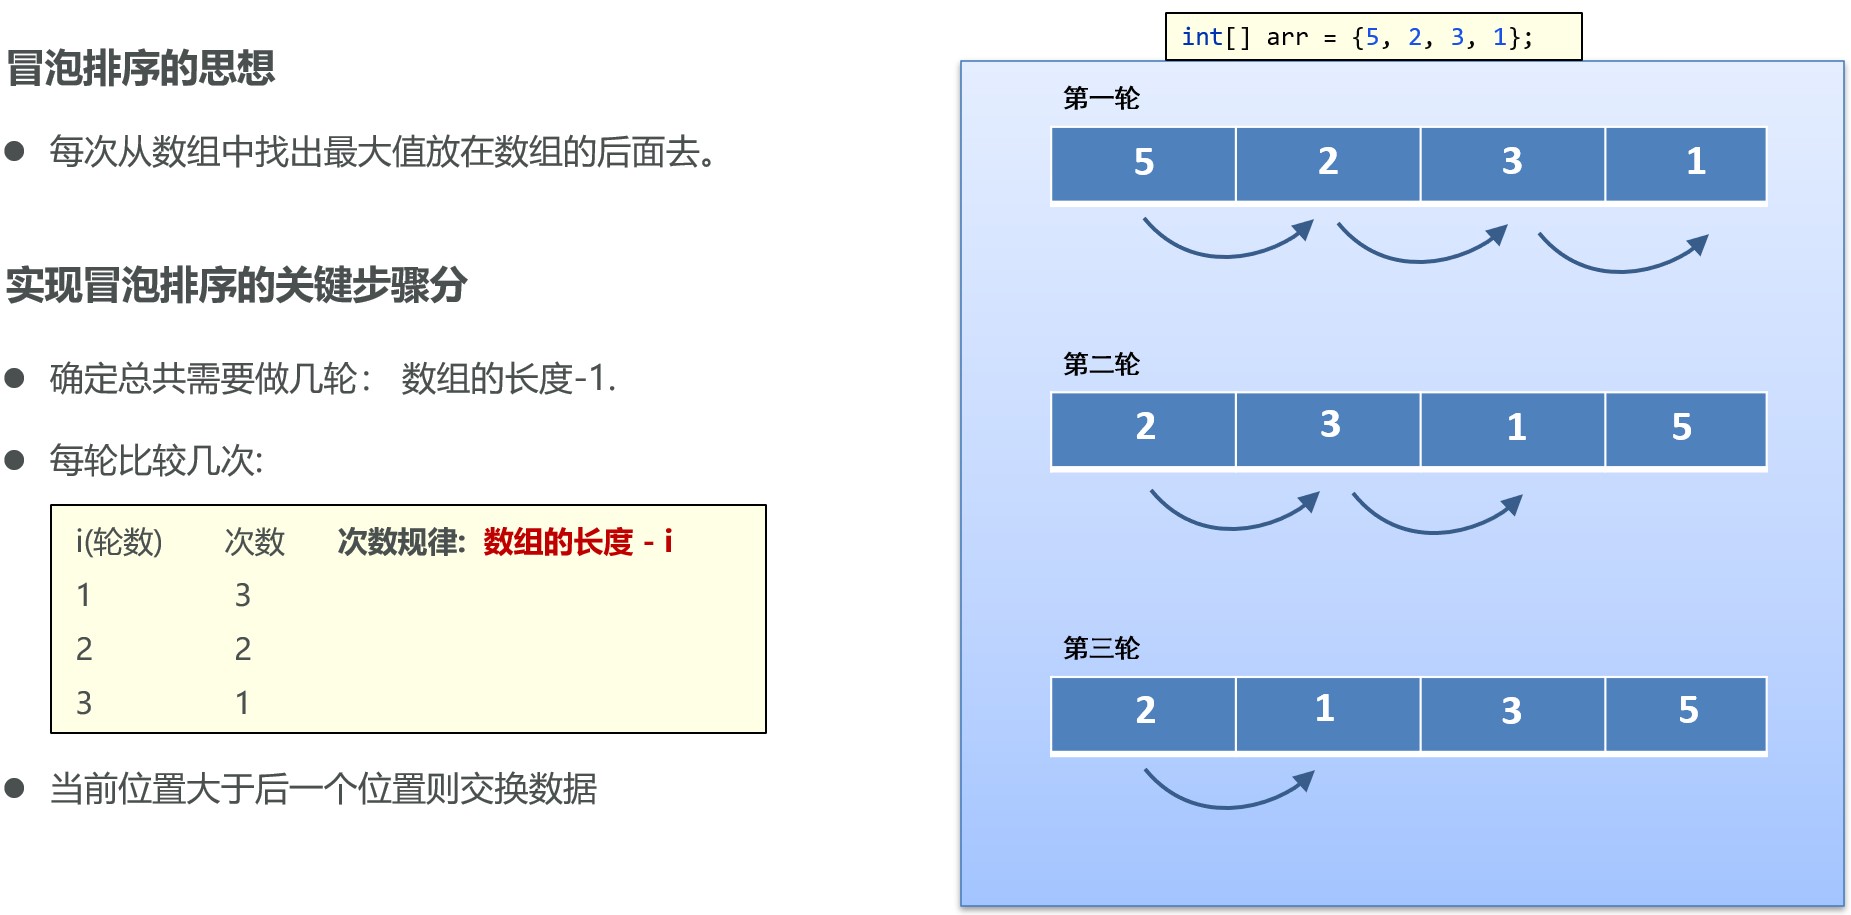 冒泡排序的思想
● 每次从数组中找出最大值放在数组的后面去。
实现冒泡排序的关键步骤分
● 确定总共需要做几轮： 数组的长度-1.
● 每轮比较几次:
i(轮数) 次数 次数规律: 数组的长度 - i
1 3
2 2
3 1
● 当前位置大于后一个位置则交换数据
int[] arr = {5, 2, 3, 1};
第一轮
5 2 3 1
第二轮
2 3 1 5
第三轮
2 1 3 5